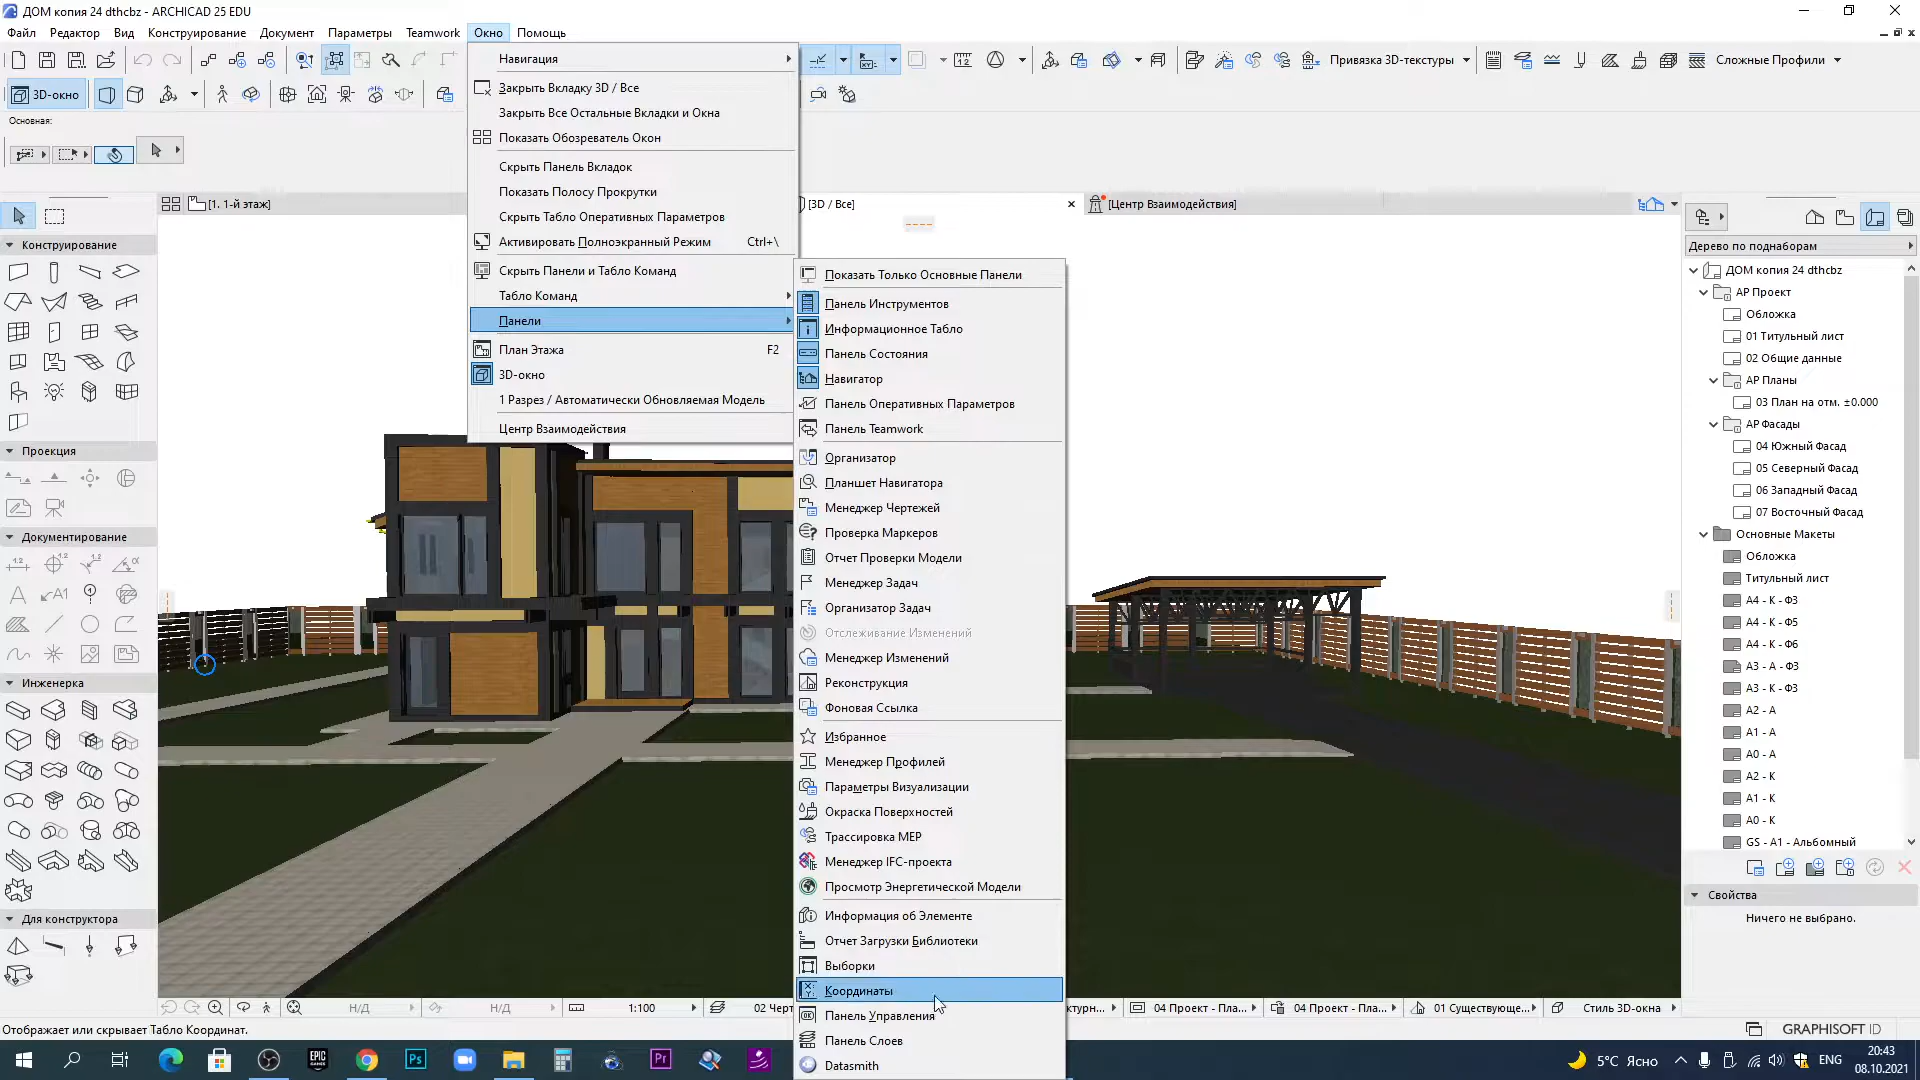 ДОМ копия 24 dthcbz - ARCHICAD 25 EDU
Файл Редактор Вид Конструирование Документ Параметры Teamwork Окно Помощь
Привязка 3D-текстуры
Сложные Профили
3D-окно
Основная:
[1. 1-й этаж]
[3D / Все]
[Центр Взаимодействия]
Конструирование
Проекция
Документирование
Инженерка
Для конструктора
Навигация
Закрыть Вкладку 3D / Все
Закрыть Все Остальные Вкладки и Окна
Показать Обозреватель Окон
Скрыть Панель Вкладок
Показать Полосу Прокрутки
Скрыть Табло Оперативных Параметров
Активировать Полноэкранный Режим Ctrl+\
Скрыть Панели и Табло Команд
Табло Команд
Панели
План Этажа F2
3D-окно
1 Разрез / Автоматически Обновляемая Модель
Центр Взаимодействия
Показать Только Основные Панели
Панель Инструментов
Информационное Табло
Панель Состояния
Навигатор
Панель Оперативных Параметров
Панель Teamwork
Организатор
Планшет Навигатора
Менеджер Чертежей
Проверка Маркеров
Отчет Проверки Модели
Менеджер Задач
Организатор Задач
Отслеживание Изменений
Менеджер Изменений
Реконструкция
Фоновая Ссылка
Избранное
Менеджер Профилей
Параметры Визуализации
Окраска Поверхностей
Трассировка MEP
Менеджер IFC-проекта
Просмотр Энергетической Модели
Информация об Элементе
Отчет Загрузки Библиотеки
Выборки
Координаты
Панель Управления
Панель Слоев
Datasmith
Дерево по поднаборам
ДОМ копия 24 dthcbz
АР Проект
Обложка
01 Титульный лист
02 Общие данные
АР Планы
03 План на отм. ±0.000
АР Фасады
04 Южный Фасад
05 Северный Фасад
06 Западный Фасад
07 Восточный Фасад
Основные Макеты
Обложка
Титульный лист
А4 - К - Ф3
А4 - К - Ф5
А4 - К - Ф6
А3 - А - Ф3
А3 - К - Ф3
А2 - А
А1 - А
А0 - А
А2 - К
А1 - К
А0 - К
GS - A1 - Альбомный
Свойства
Ничего не выбрано.
Н/Д
Н/Д
1:100
02 Черт
ктурн...
04 Проект - Пла...
04 Проект - Пла...
01 Существующе...
Стиль 3D-окна
Отображает или скрывает Табло Координат.
GRAPHISOFT ID
5°C Ясно
ENG
20:43
08.10.2021